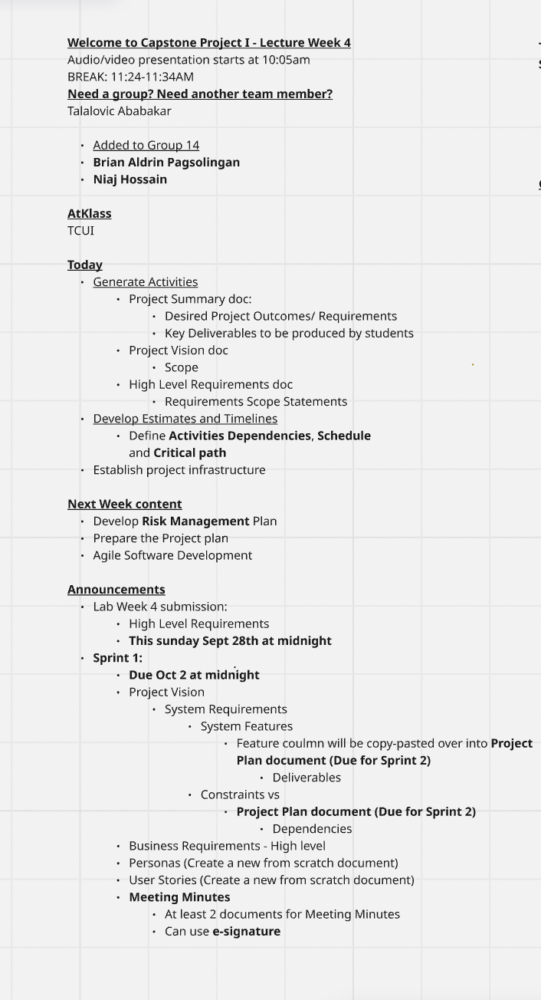 Welcome to Capstone Project I - Lecture Week 4
Audio/video presentation starts at 10:05am
BREAK: 11:24-11:34AM
Need a group? Need another team member?
Talalovic Ababakar
• Added to Group 14
• Brian Aldrin Pagsolingan
• Niaj Hossain
AtKlass
TCUI
Today
• Generate Activities
• Project Summary doc:
• Desired Project Outcomes/ Requirements
• Key Deliverables to be produced by students
• Project Vision doc
• Scope
• High Level Requirements doc
• Requirements Scope Statements
• Develop Estimates and Timelines
• Define Activities Dependencies, Schedule
and Critical path
• Establish project infrastructure
Next Week content
• Develop Risk Management Plan
• Prepare the Project plan
• Agile Software Development
Announcements
• Lab Week 4 submission:
• High Level Requirements
• This sunday Sept 28th at midnight
• Sprint 1:
• Due Oct 2 at midnight
• Project Vision
• System Requirements
• System Features
• Feature coulmn will be copy-pasted over into Project
Plan document (Due for Sprint 2)
• Deliverables
• Constraints vs
• Project Plan document (Due for Sprint 2)
• Dependencies
• Business Requirements - High level
• Personas (Create a new from scratch document)
• User Stories (Create a new from scratch document)
• Meeting Minutes
• At least 2 documents for Meeting Minutes
• Can use e-signature